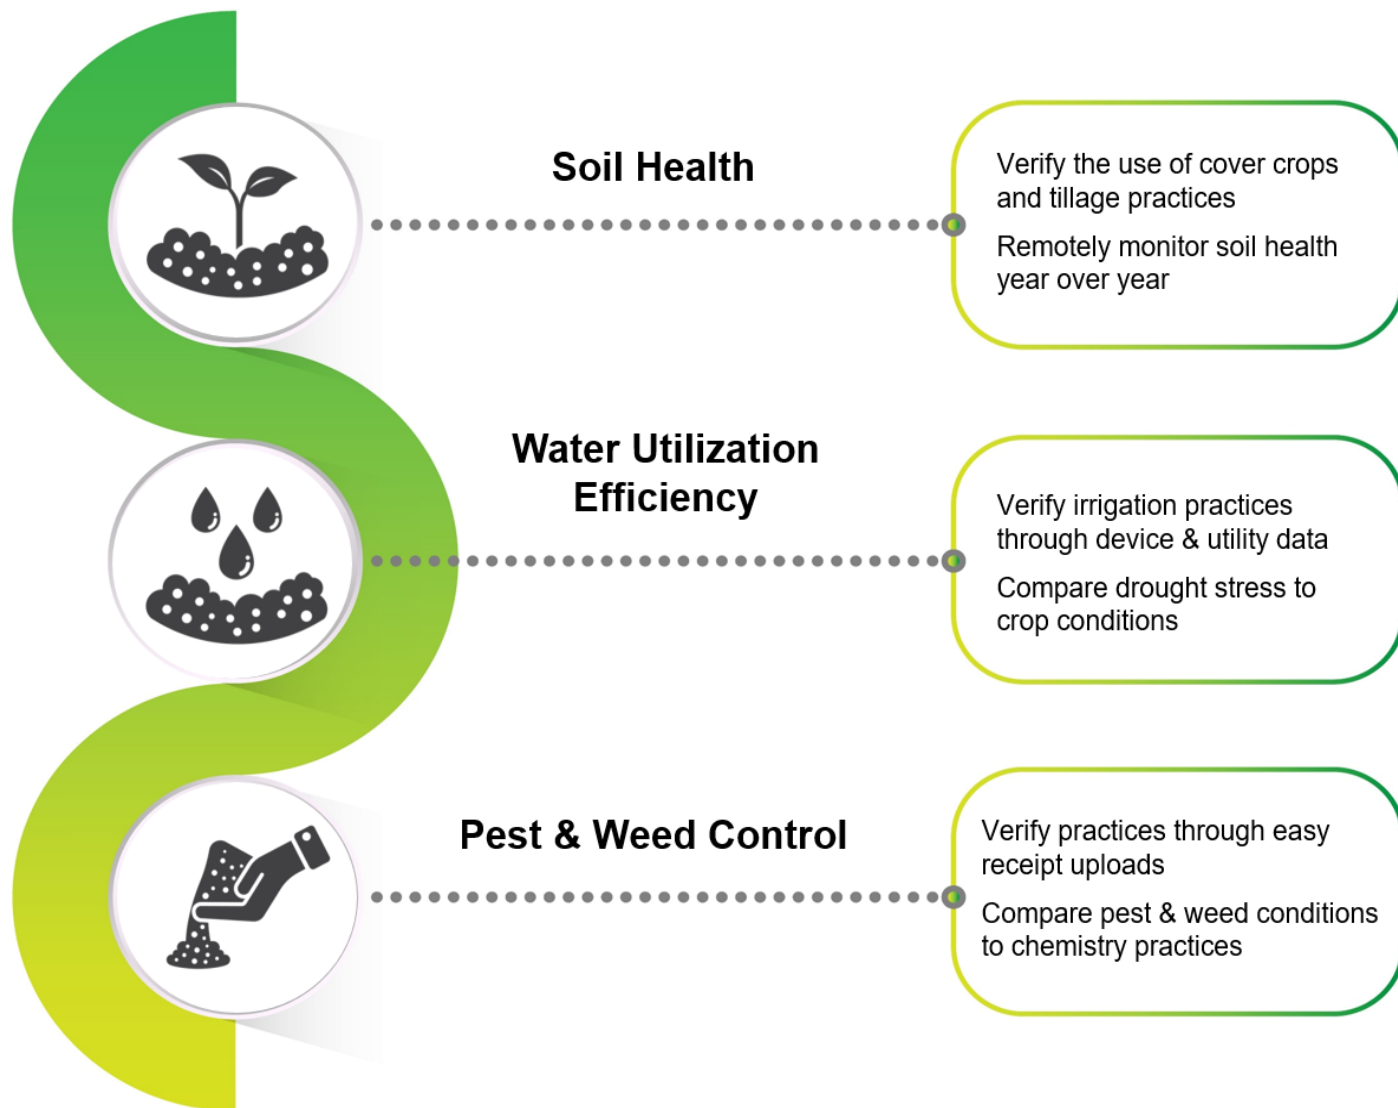 Soil Health
Verify the use of cover crops
and tillage practices
Remotely monitor soil health
year over year
Water Utilization
Efficiency
Verify irrigation practices
through device & utility data
Compare drought stress to
crop conditions
Pest & Weed Control
Verify practices through easy
receipt uploads
Compare pest & weed conditions
to chemistry practices